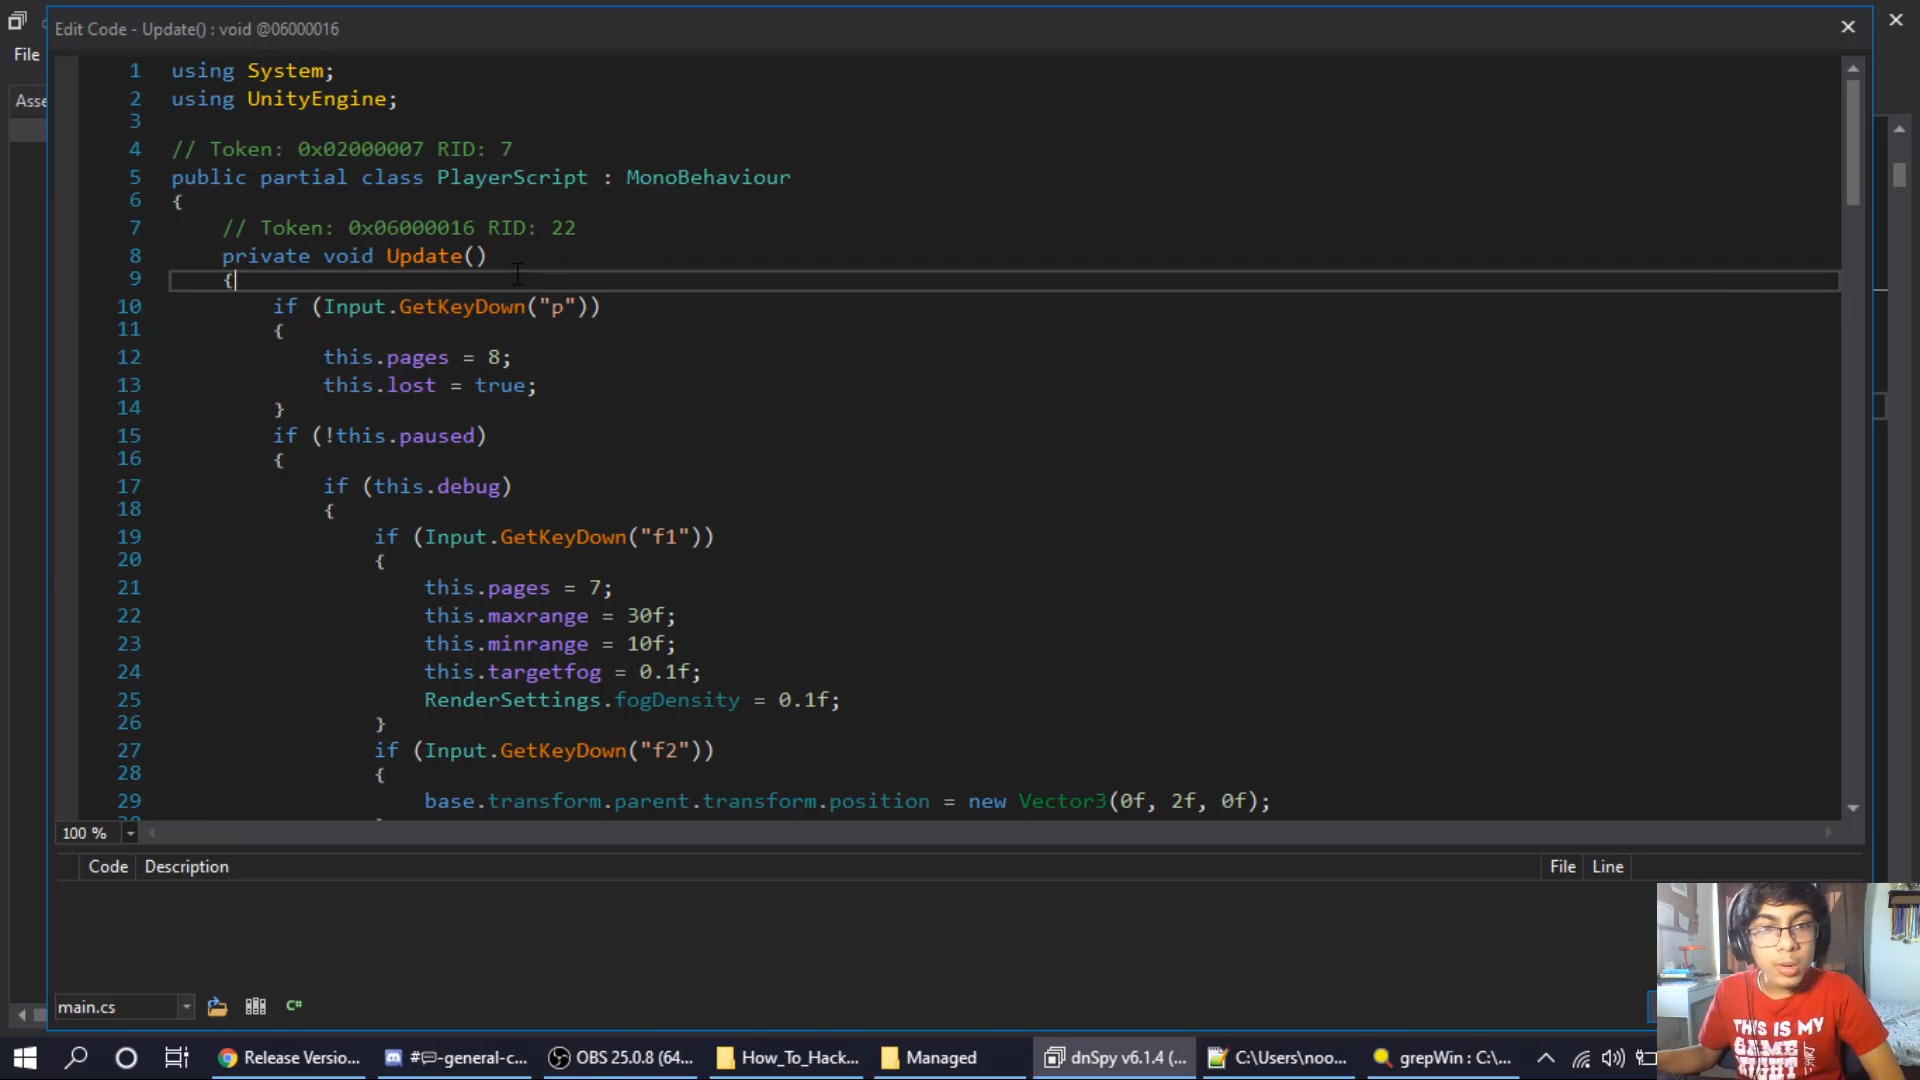 Edit Code - Update() : void @06000016
File
Asse
1 using System;
2 using UnityEngine;
3
4 // Token: 0x02000007 RID: 7
5 public partial class PlayerScript : MonoBehaviour
6 {
7 // Token: 0x06000016 RID: 22
8 private void Update()
9 {
10 if (Input.GetKeyDown("p"))
11 {
12 this.pages = 8;
13 this.lost = true;
14 }
15 if (!this.paused)
16 {
17 if (this.debug)
18 {
19 if (Input.GetKeyDown("f1"))
20 {
21 this.pages = 7;
22 this.maxrange = 30f;
23 this.minrange = 10f;
24 this.targetfog = 0.1f;
25 RenderSettings.fogDensity = 0.1f;
26 }
27 if (Input.GetKeyDown("f2"))
28 {
29 base.transform.parent.transform.position = new Vector3(0f, 2f, 0f);
100 %
Code Description File Line
main.cs
C#
THIS IS MY
Release Versio... #💬-general-c... OBS 25.0.8 (64... How_To_Hack... Managed dnSpy v6.1.4 (... C:\Users\noo... grepWin : C:\...